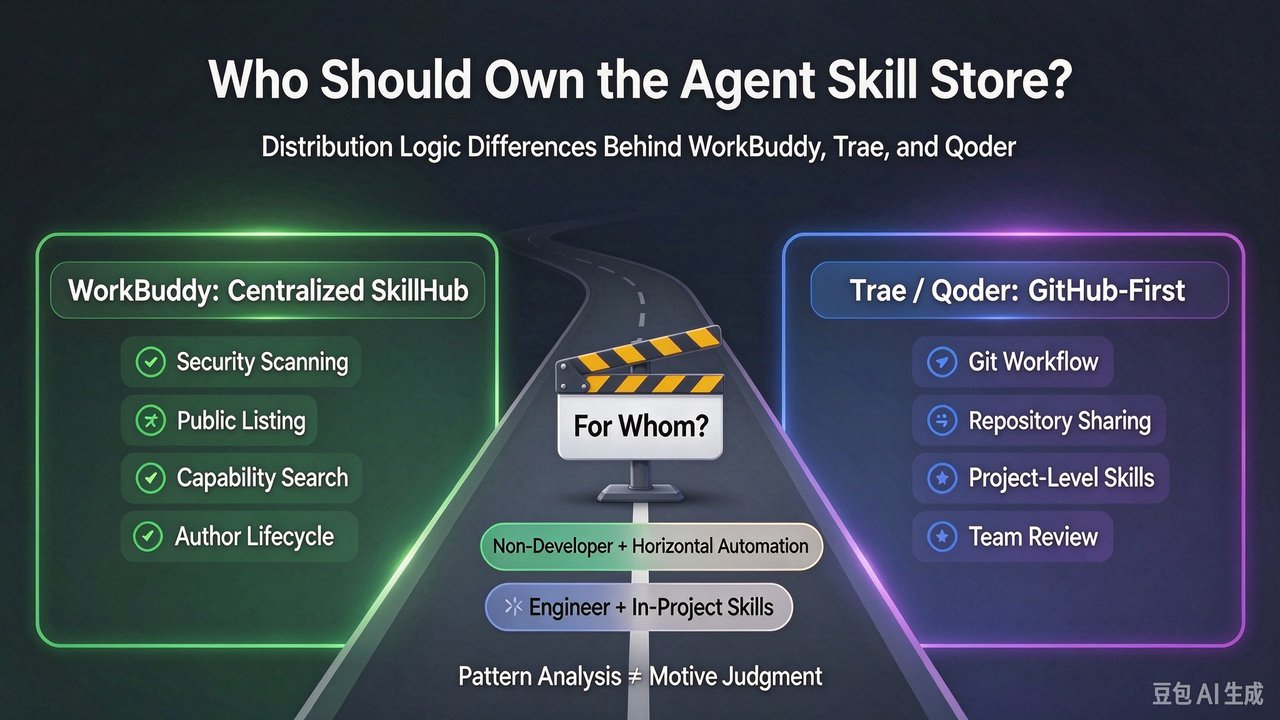 Who Should Own the Agent Skill Store?
Distribution Logic Differences Behind WorkBuddy, Trae, and Qoder
WorkBuddy: Centralized SkillHub
Security Scanning
Public Listing
Capability Search
Author Lifecycle
For Whom?
Non-Developer + Horizontal Automation
Engineer + In-Project Skills
Pattern Analysis ≠ Motive Judgment
Trae / Qoder: GitHub-First
Git Workflow
Repository Sharing
Project-Level Skills
Team Review
豆包 AI 生成